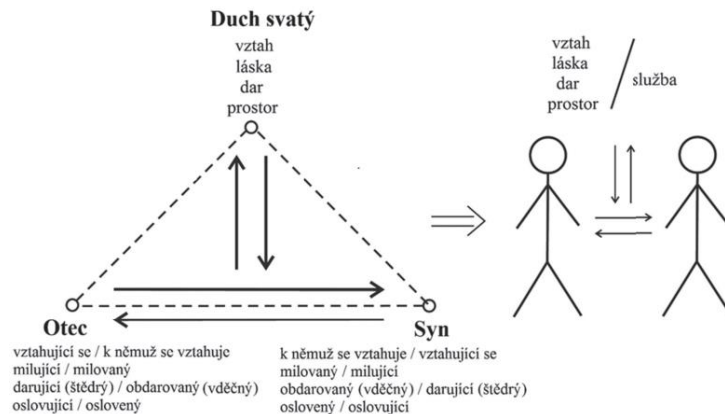 Duch svatý
vztah
láska
dar
prostor
vztah
láska
dar
prostor
služba
Otec
vztahující se / k němuž se vztahuje
milující / milovaný
darující (štědrý) / obdarovaný (vděčný)
oslovující / oslovený
Syn
k němuž se vztahuje / vztahující se
milovaný / milující
obdarovaný (vděčný) / darující (štědrý)
oslovený / oslovující